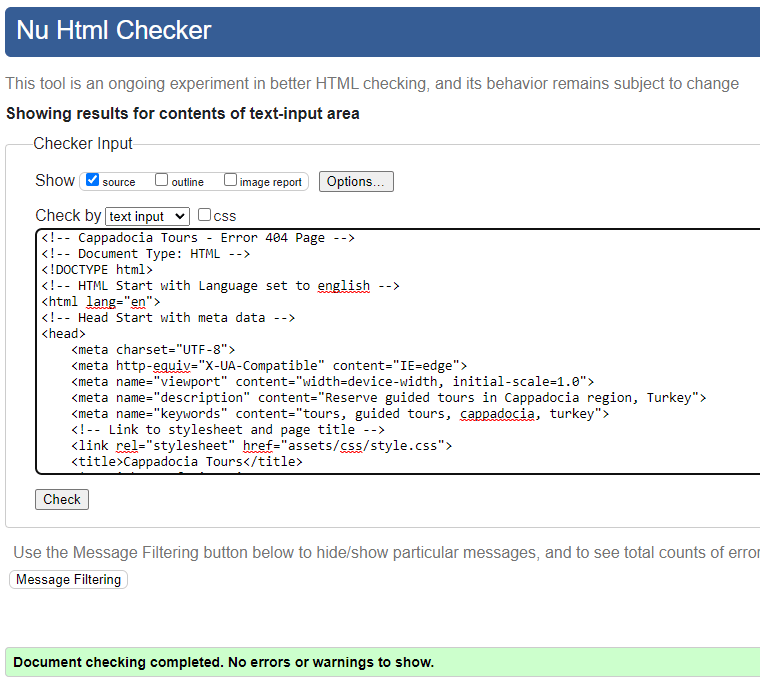 Nu Html Checker
This tool is an ongoing experiment in better HTML checking, and its behavior remains subject to change
Showing results for contents of text-input area
Checker Input
Show source outline image report Options...
Check by text input css
<!-- Cappadocia Tours - Error 404 Page -->
<!-- Document Type: HTML -->
<!DOCTYPE html>
<!-- HTML Start with Language set to english -->
<html lang="en">
<!-- Head Start with meta data -->
<head>
<meta charset="UTF-8">
<meta http-equiv="X-UA-Compatible" content="IE=edge">
<meta name="viewport" content="width=device-width, initial-scale=1.0">
<meta name="description" content="Reserve guided tours in Cappadocia region, Turkey">
<meta name="keywords" content="tours, guided tours, cappadocia, turkey">
<!-- Link to stylesheet and page title -->
<link rel="stylesheet" href="assets/css/style.css">
<title>Cappadocia Tours</title>
Check
Use the Message Filtering button below to hide/show particular messages, and to see total counts of error
Message Filtering
Document checking completed. No errors or warnings to show.